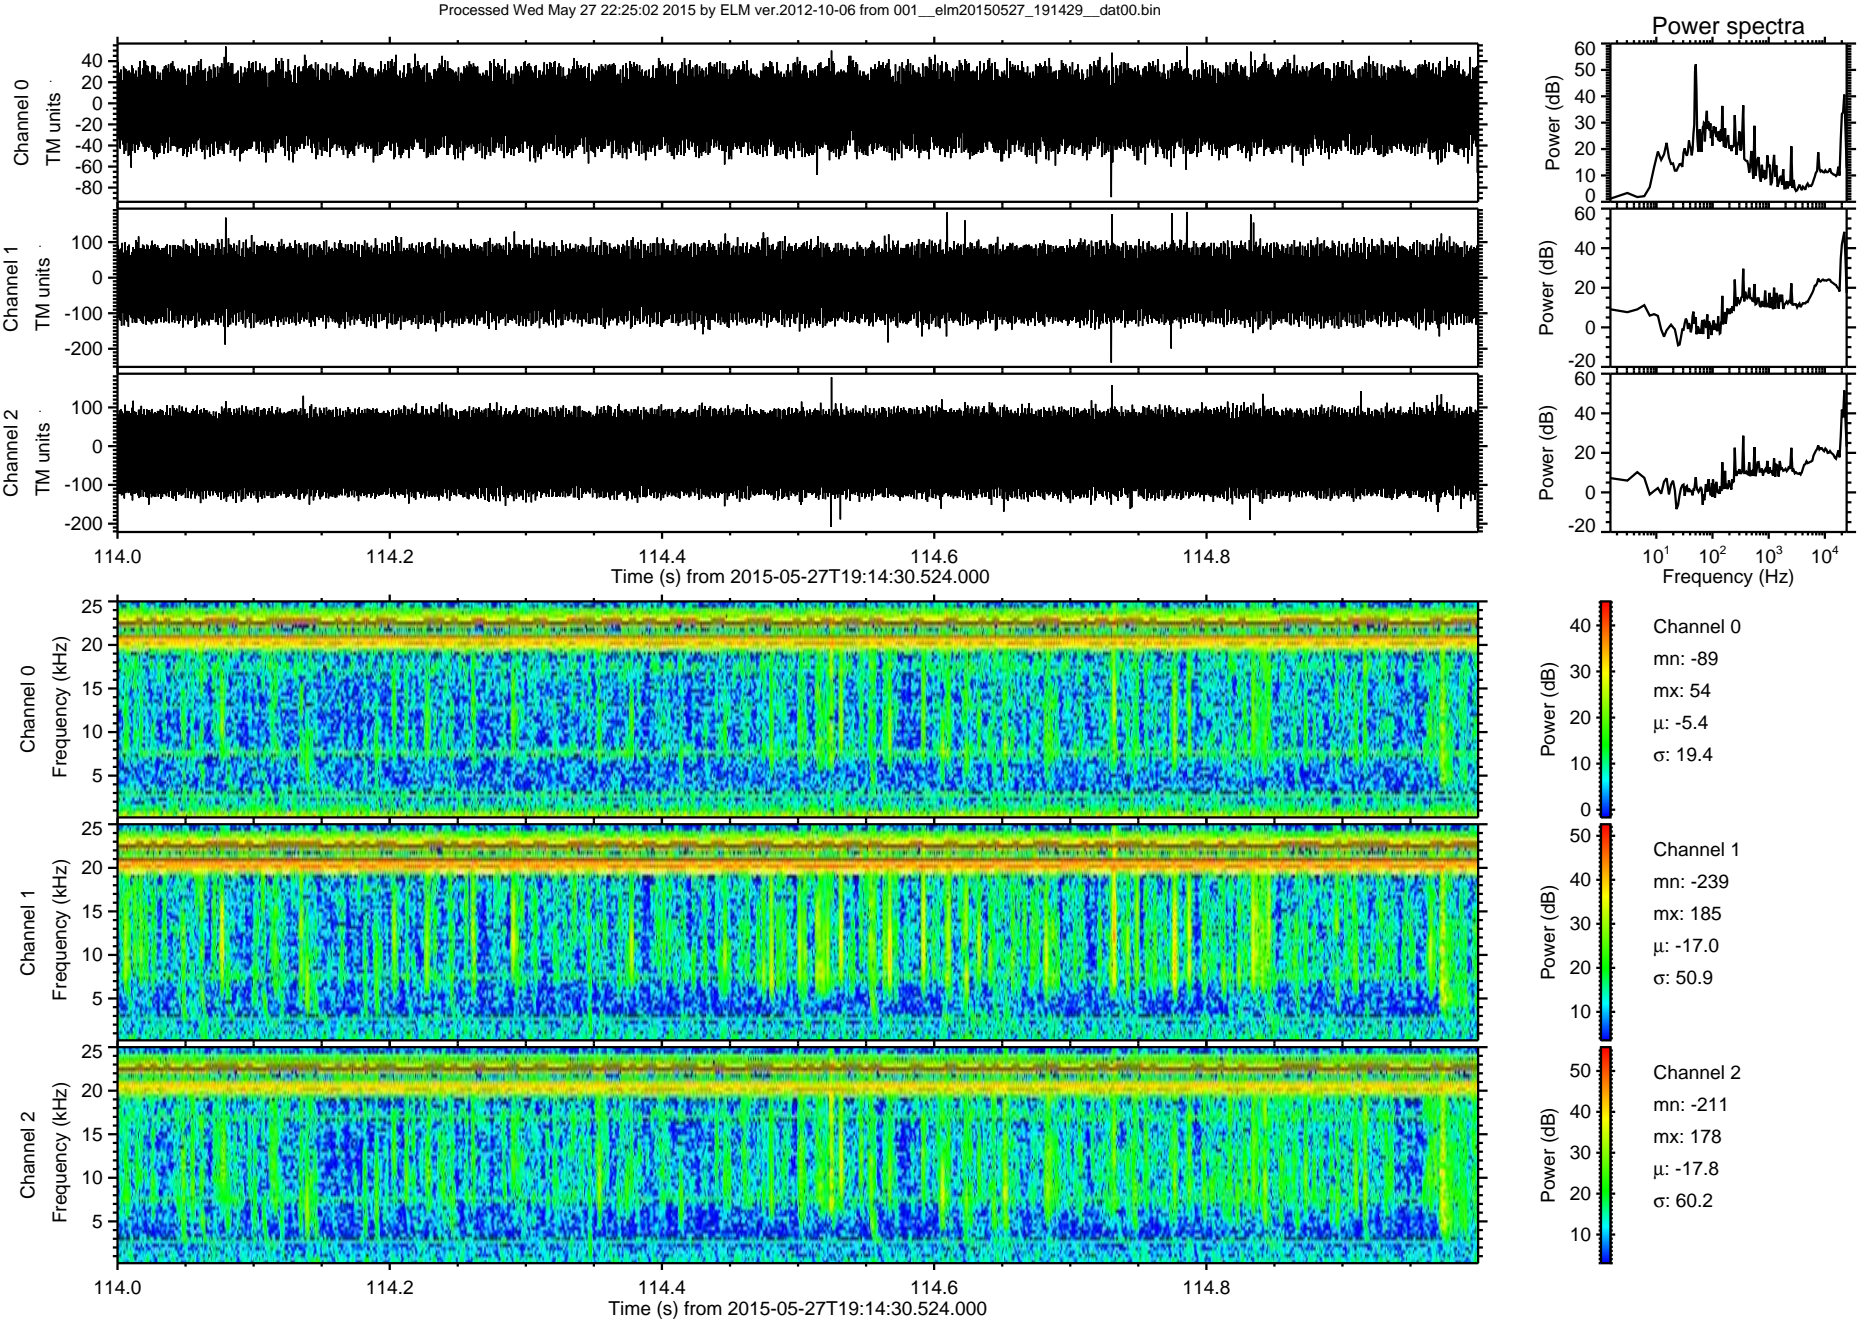 Processed Wed May 27 22:25:02 2015 by ELM ver.2012-10-06 from 001__elm20150527_191429__dat00.bin
Power spectra
Channel 0
TM units
40
20
0
-20
-40
-60
-80
Power (dB)
60
50
40
30
20
10
0
Channel 1
TM units
100
0
-100
-200
Power (dB)
60
40
20
0
-20
Channel 2
TM units
100
0
-100
-200
Power (dB)
60
40
20
0
-20
114.0 114.2 114.4 114.6 114.8
Time (s) from 2015-05-27T19:14:30.524.000
10^1 10^2 10^3 10^4
Frequency (Hz)
Channel 0
Frequency (kHz)
25
20
15
10
5
Power (dB)
40
30
20
10
0
Channel 0
mn: -89
mx: 54
μ: -5.4
σ: 19.4
Channel 1
Frequency (kHz)
25
20
15
10
5
Power (dB)
50
40
30
20
10
Channel 1
mn: -239
mx: 185
μ: -17.0
σ: 50.9
Channel 2
Frequency (kHz)
25
20
15
10
5
Power (dB)
50
40
30
20
10
Channel 2
mn: -211
mx: 178
μ: -17.8
σ: 60.2
114.0 114.2 114.4 114.6 114.8
Time (s) from 2015-05-27T19:14:30.524.000